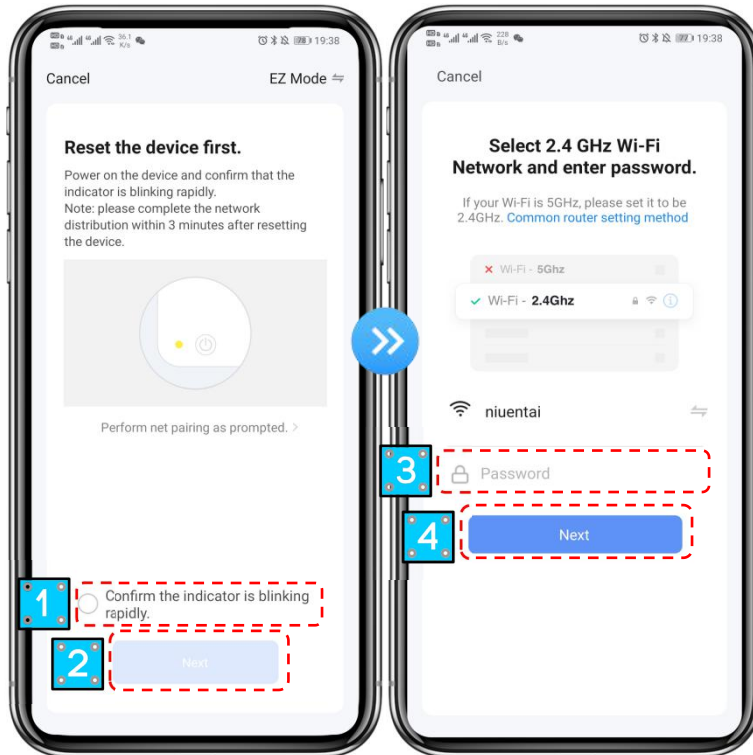 36.1
K/s
19:38
Cancel
EZ Mode
Reset the device first.
Power on the device and confirm that the
indicator is blinking rapidly.
Note: please complete the network
distribution within 3 minutes after resetting
the device.
Perform net pairing as prompted. >
1
Confirm the indicator is blinking
rapidly.
2
Next
228
B/s
19:38
Cancel
Select 2.4 GHz Wi-Fi
Network and enter password.
If your Wi-Fi is 5GHz, please set it to be
2.4GHz. Common router setting method
Wi-Fi - 5Ghz
Wi-Fi - 2.4Ghz
niuentai
3
Password
4
Next